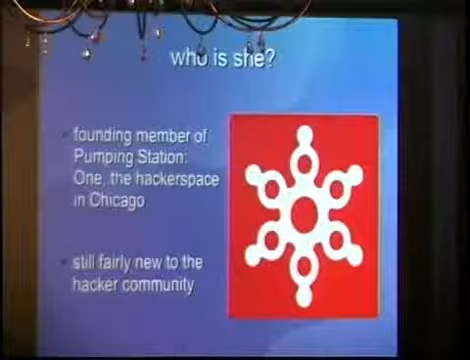 who is she?
founding member of
Pumping Station:
One, the hackerspace
in Chicago
still fairly new to the
hacker community